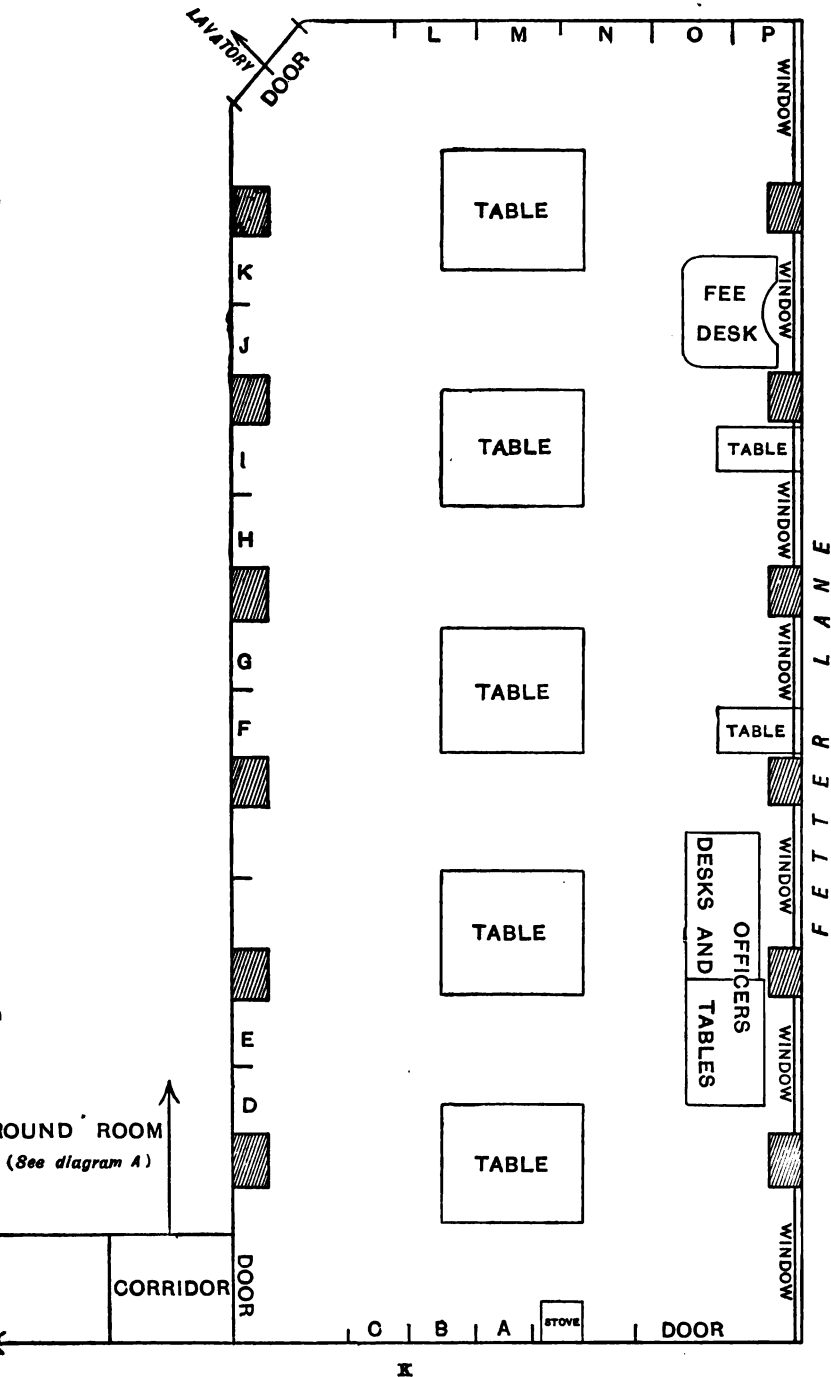 LAVATORY
DOOR
L M N O P
WINDOW
TABLE
K
FEE
DESK
WINDOW
J
TABLE
TABLE
I
WINDOW
H
FETTER LANE
G
WINDOW
TABLE
F
TABLE
OFFICERS
DESKS AND TABLES
WINDOW
TABLE
E
WINDOW
D
ROUND ROOM
(See diagram A)
TABLE
CORRIDOR
DOOR
WINDOW
C B A
STOVE
DOOR
K